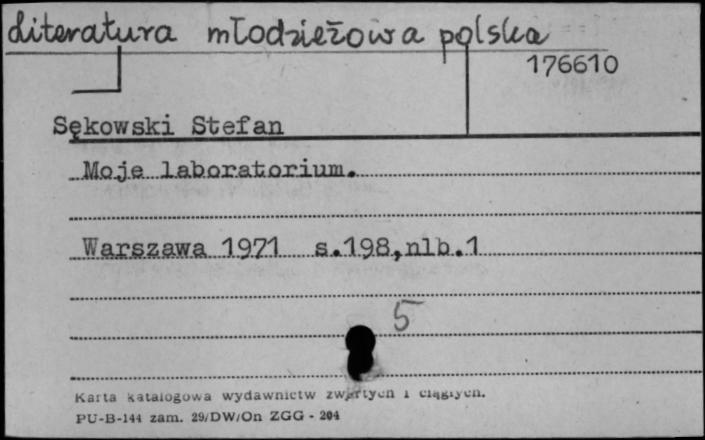 Literatura młodzieżowa polska
176610
Sękowski Stefan
Moje laboratorium.
Warszawa 1971 s.198,nlb.1
5
Karta katalogowa wydawnictw zwartych i ciągłych.
PU-B-144 zam. 29/DW/On ZGG - 204